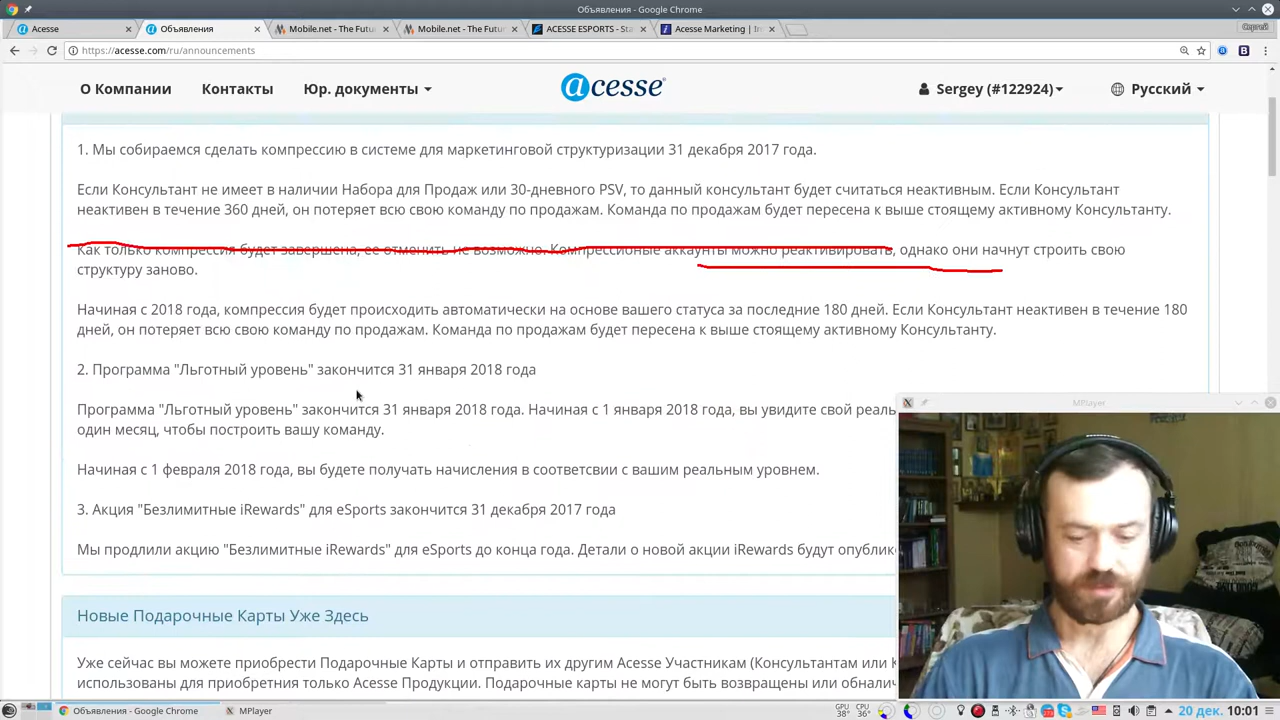 Объявления - Google Chrome
Acesse
Объявления
Mobile.net - The Futur
Mobile.net - The Futur
ACESSE ESPORTS - Sta
Acesse Marketing | In
Сергей
https://acesse.com/ru/announcements
О Компании
Контакты
Юр. документы
acesse
Sergey (#122924)
Русский
1. Мы собираемся сделать компрессию в системе для маркетинговой структуризации 31 декабря 2017 года.
Если Консультант не имеет в наличии Набора для Продаж или 30-дневного PSV, то данный консультант будет считаться неактивным. Если Консультант
неактивен в течение 360 дней, он потеряет всю свою команду по продажам. Команда по продажам будет пересена к выше стоящему активному Консультанту.
Как только компрессия будет завершена, ее отменить не возможно. Компрессионые аккаунты можно реактивировать, однако они начнут строить свою
структуру заново.
Начиная с 2018 года, компрессия будет происходить автоматически на основе вашего статуса за последние 180 дней. Если Консультант неактивен в течение 180
дней, он потеряет всю свою команду по продажам. Команда по продажам будет пересена к выше стоящему активному Консультанту.
2. Программа "Льготный уровень" закончится 31 января 2018 года
Программа "Льготный уровень" закончится 31 января 2018 года. Начиная с 1 января 2018 года, вы увидите свой реаль
один месяц, чтобы построить вашу команду.
Начиная с 1 февраля 2018 года, вы будете получать начисления в соответсвии с вашим реальным уровнем.
3. Акция "Безлимитные iRewards" для eSports закончится 31 декабря 2017 года
Мы продлили акцию "Безлимитные iRewards" для eSports до конца года. Детали о новой акции iRewards будут опублик
Новые Подарочные Карты Уже Здесь
Уже сейчас вы можете приобрести Подарочные Карты и отправить их другим Acesse Участникам (Консультантам или К
использованы для приобретния только Acesse Продукции. Подарочные карты не могут быть возвращены или обналич
MPlayer
Объявления - Google Chrome
MPlayer
GPU
38°
CPU
36°
20 дек.
10:01